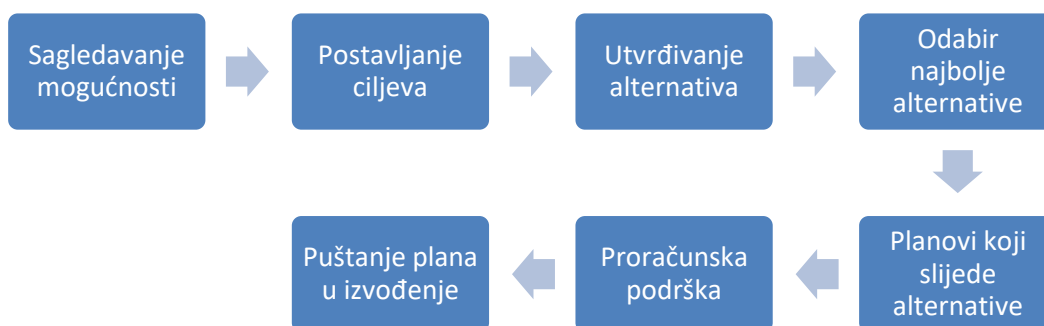 Sagledavanje
mogućnosti
Postavljanje
ciljeva
Utvrđivanje
alternativa
Odabir
najbolje
alternative
Planovi koji
slijede
alternative
Proračunska
podrška
Puštanje plana
u izvođenje